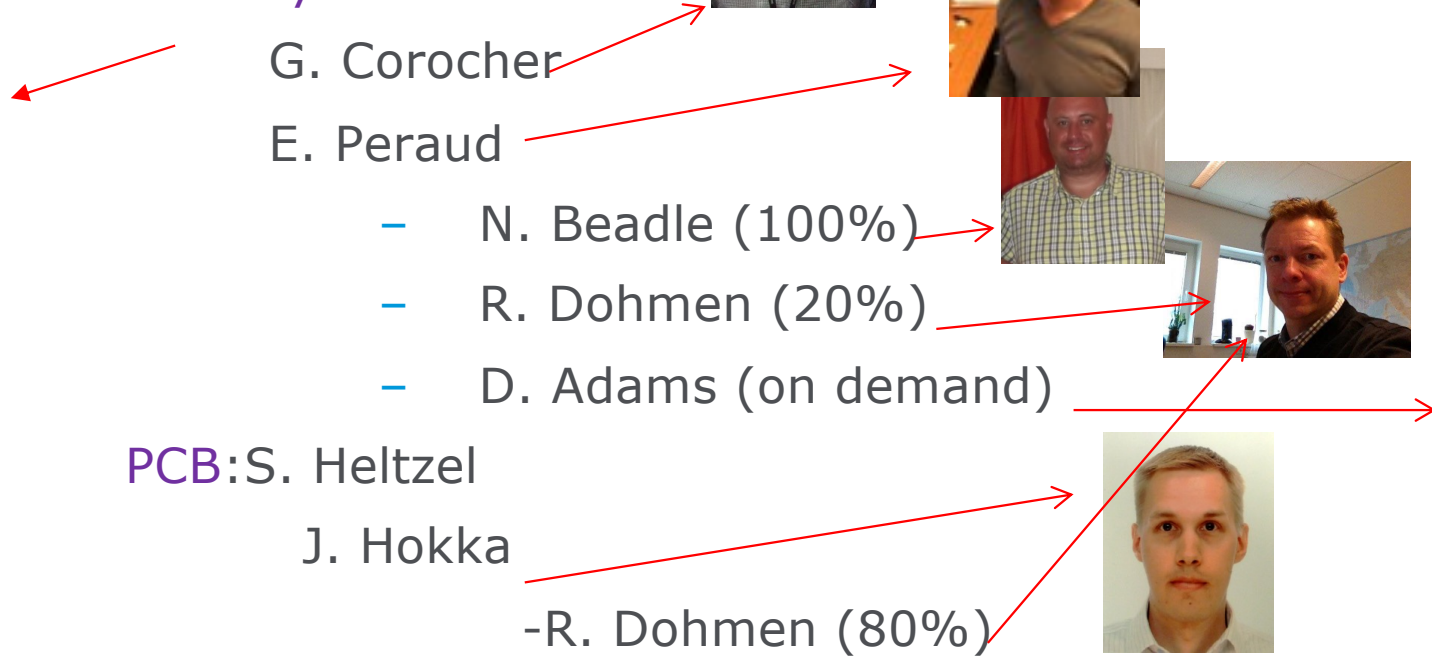 G. Corocher
E. Peraud
– N. Beadle (100%)
– R. Dohmen (20%)
– D. Adams (on demand)
PCB:S. Heltzel
J. Hokka
-R. Dohmen (80%)